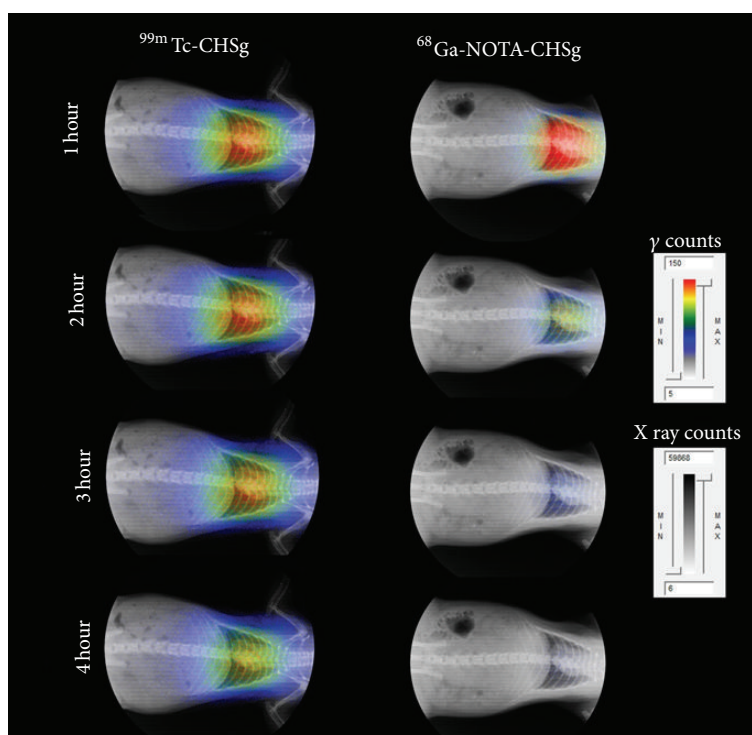 ⁹⁹ᵐTc-CHSg
⁶⁸Ga-NOTA-CHSg
1 hour
2 hour
3 hour
4 hour
γ counts
150
MIN
MAX
5
X ray counts
59868
MIN
MAX
6